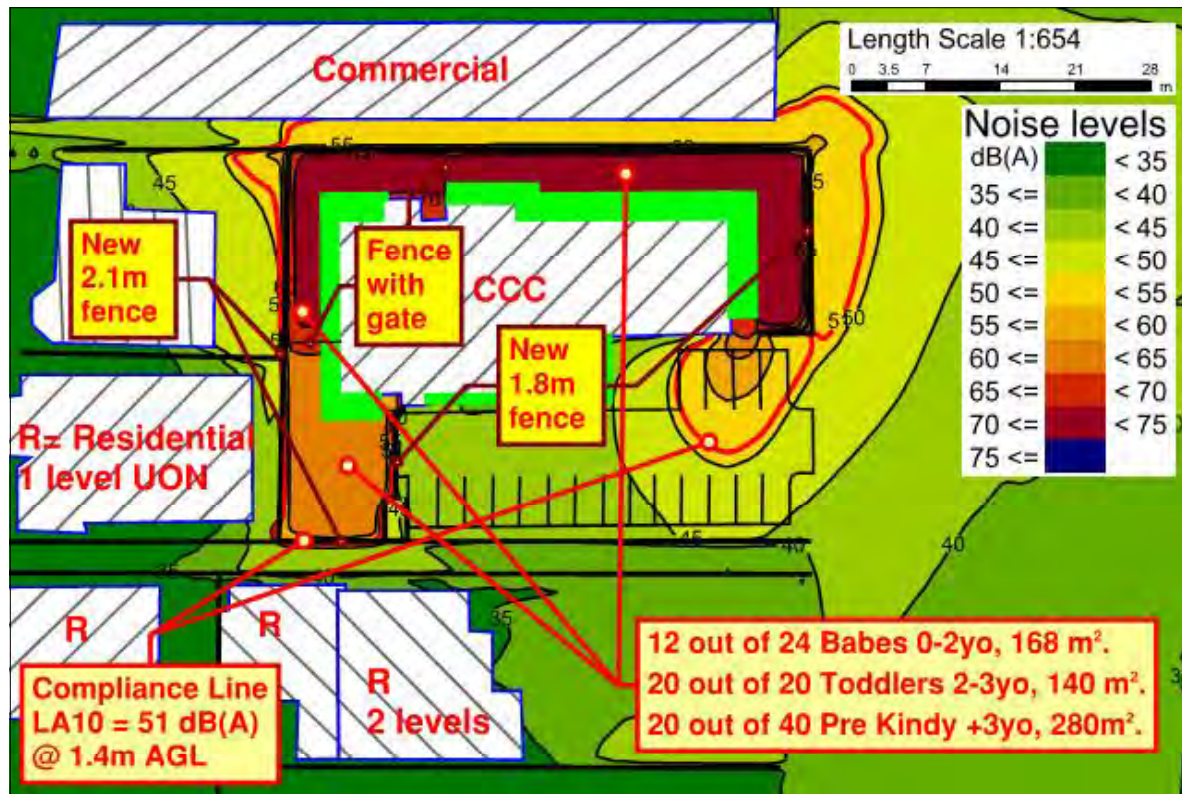 Commercial
Length Scale 1:654
0 3.5 7 14 21 28
m
Noise levels
dB(A)
< 35
35 <= < 40
40 <= < 45
45 <= < 50
50 <= < 55
55 <= < 60
60 <= < 65
65 <= < 70
70 <= < 75
75 <=
55
45
New
2.1m
fence
Fence
with
gate
CCC
New
1.8m
fence
50
R= Residential
1 level UON
45
40
40
35
R
R
R
2 levels
Compliance Line
LA10 = 51 dB(A)
@ 1.4m AGL
12 out of 24 Babes 0-2yo, 168 m².
20 out of 20 Toddlers 2-3yo, 140 m².
20 out of 40 Pre Kindy +3yo, 280m².